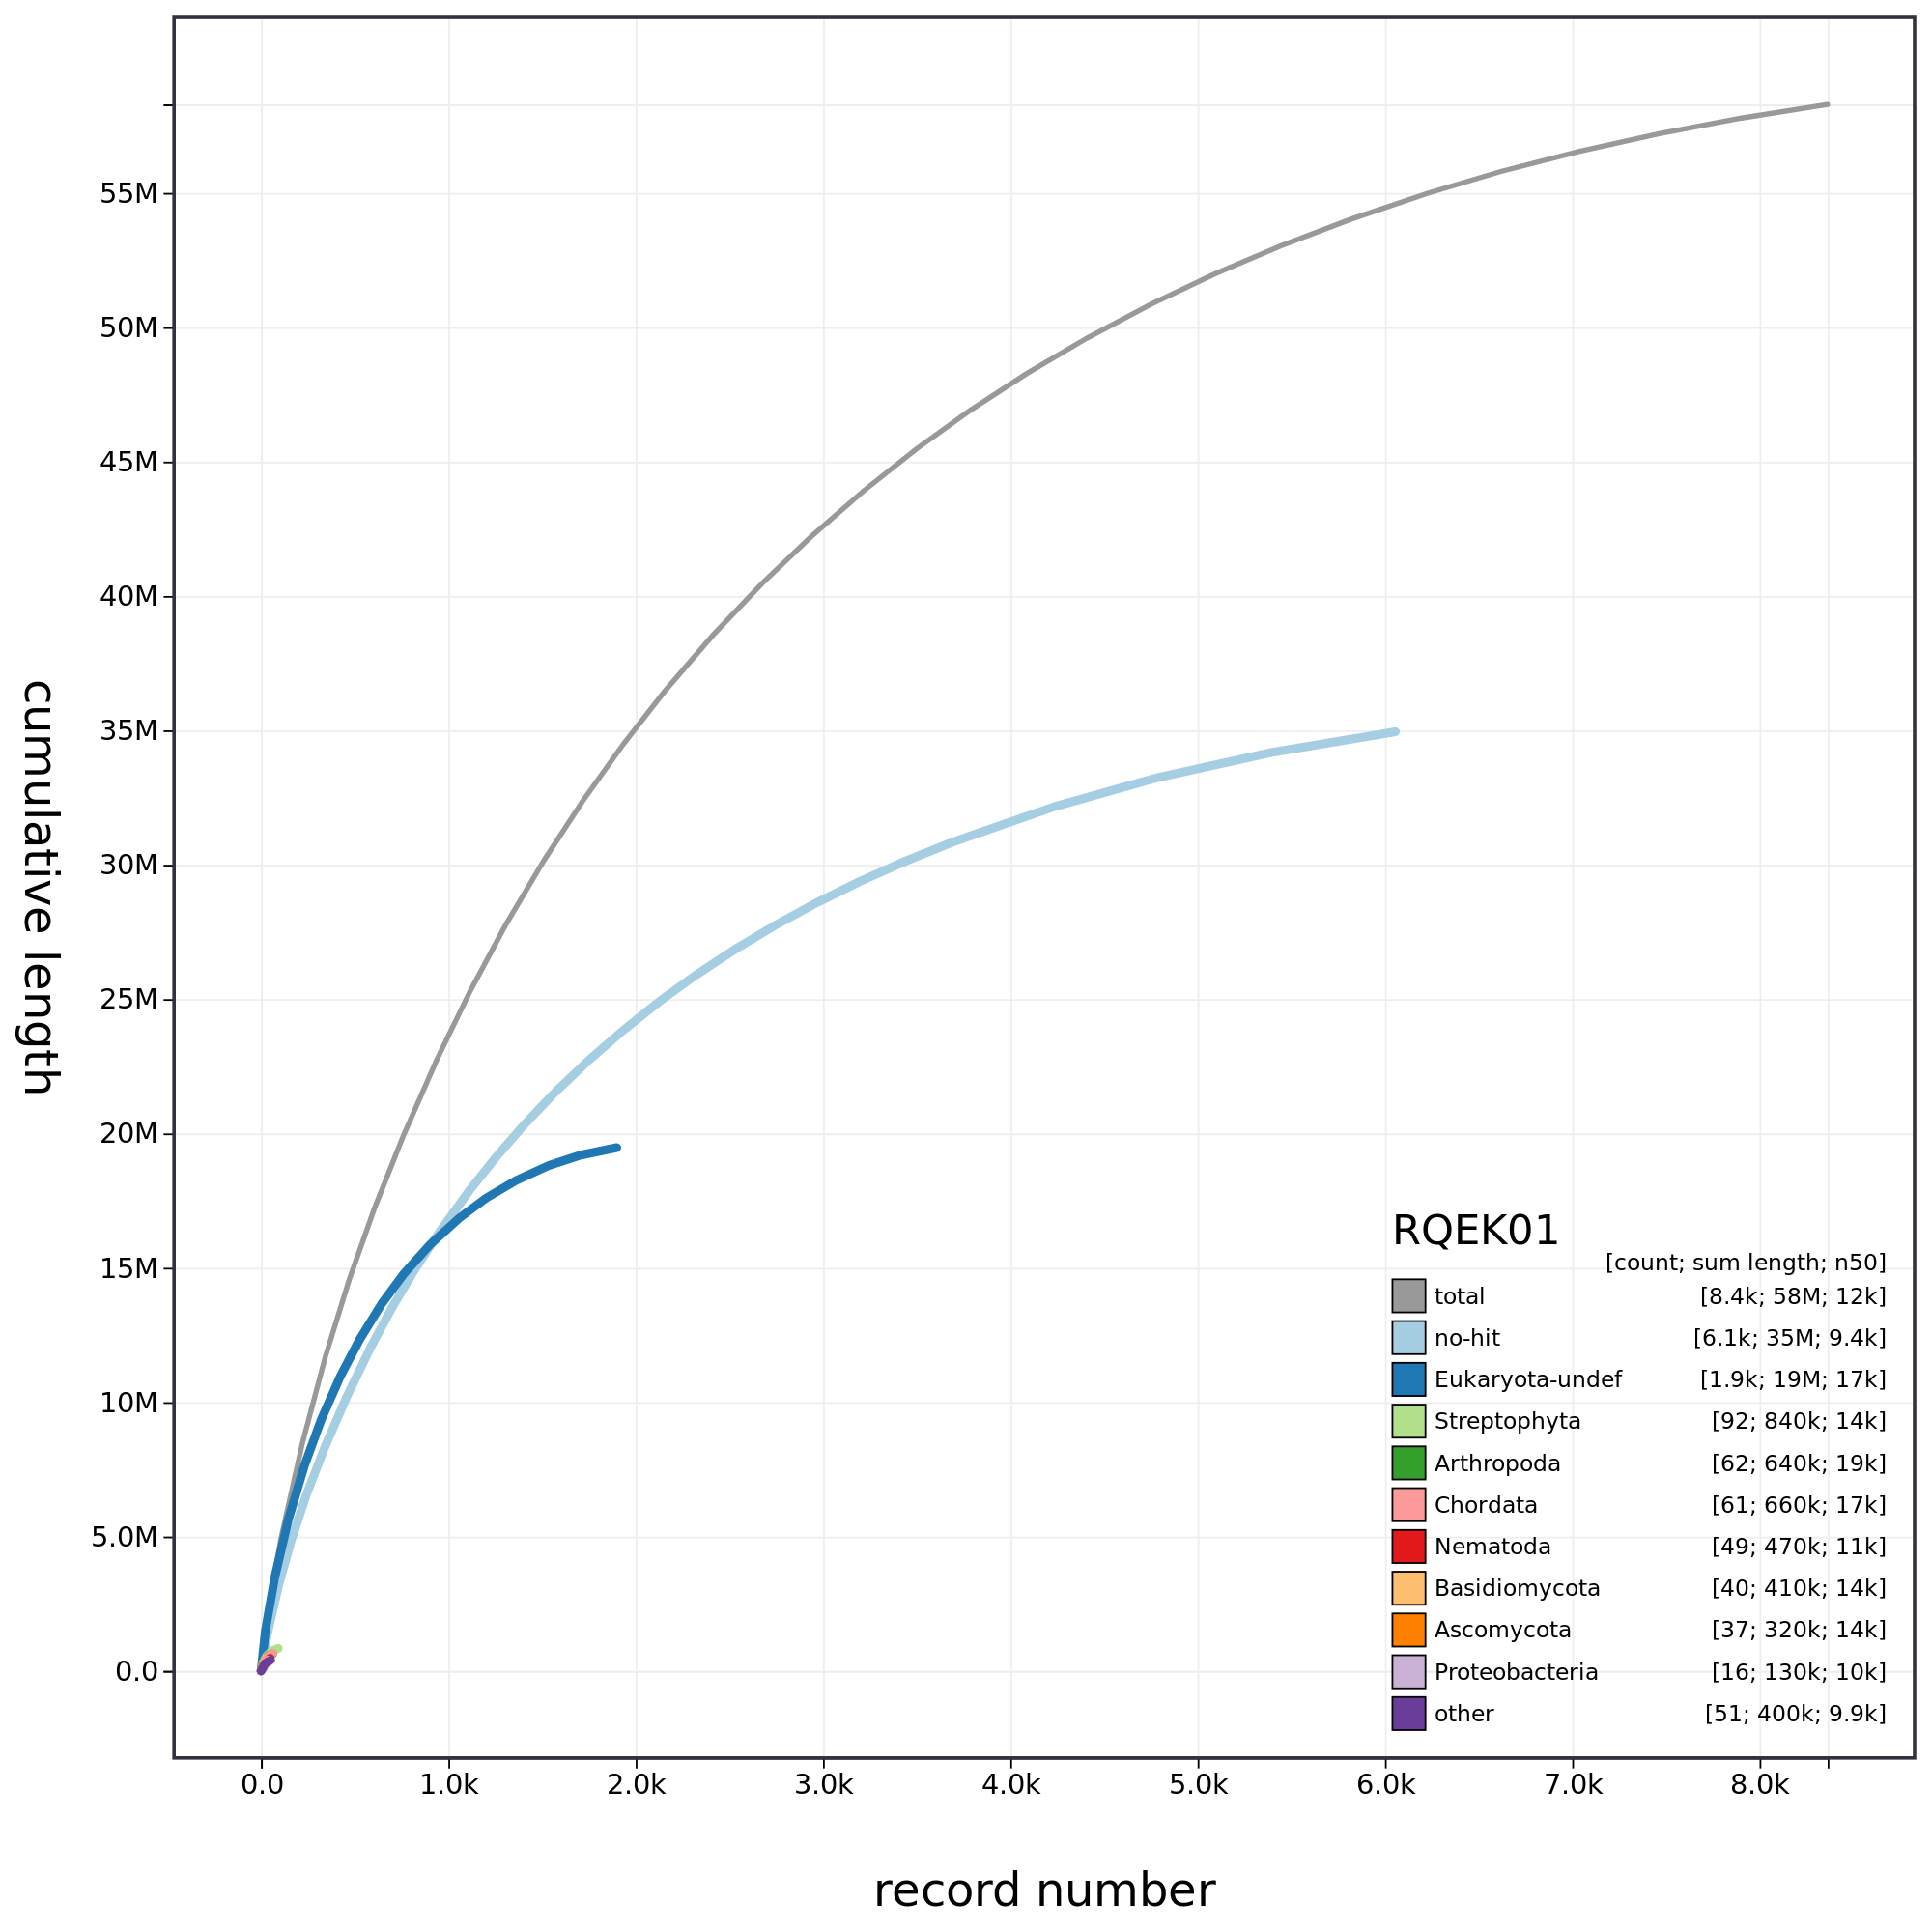 cumulative length
55M
50M
45M
40M
35M
30M
25M
20M
15M
10M
5.0M
0.0
RQEK01
[count; sum length; n50]
total [8.4k; 58M; 12k]
no-hit [6.1k; 35M; 9.4k]
Eukaryota-undef [1.9k; 19M; 17k]
Streptophyta [92; 840k; 14k]
Arthropoda [62; 640k; 19k]
Chordata [61; 660k; 17k]
Nematoda [49; 470k; 11k]
Basidiomycota [40; 410k; 14k]
Ascomycota [37; 320k; 14k]
Proteobacteria [16; 130k; 10k]
other [51; 400k; 9.9k]
0.0 1.0k 2.0k 3.0k 4.0k 5.0k 6.0k 7.0k 8.0k
record number